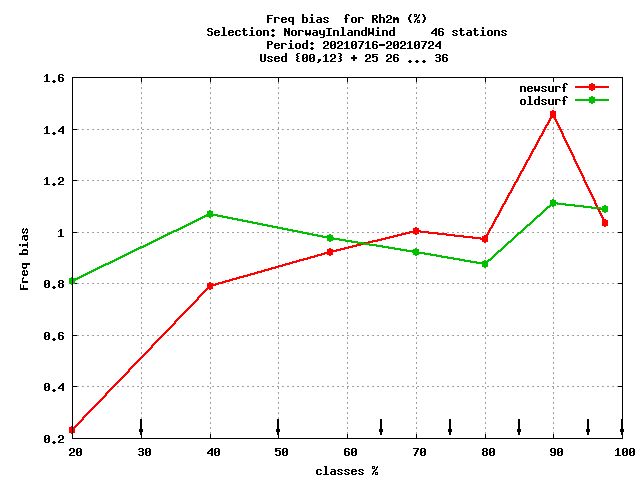 Freq bias  for Rh2m (%)
Selection: NorwayInlandWind     46 stations
Period: 20210716-20210724
Used {00,12} + 25 26 ... 36
newsurf
oldsurf
1.6
1.4
1.2
1
0.8
0.6
0.4
0.2
Freq bias
20 30 40 50 60 70 80 90 100
classes %